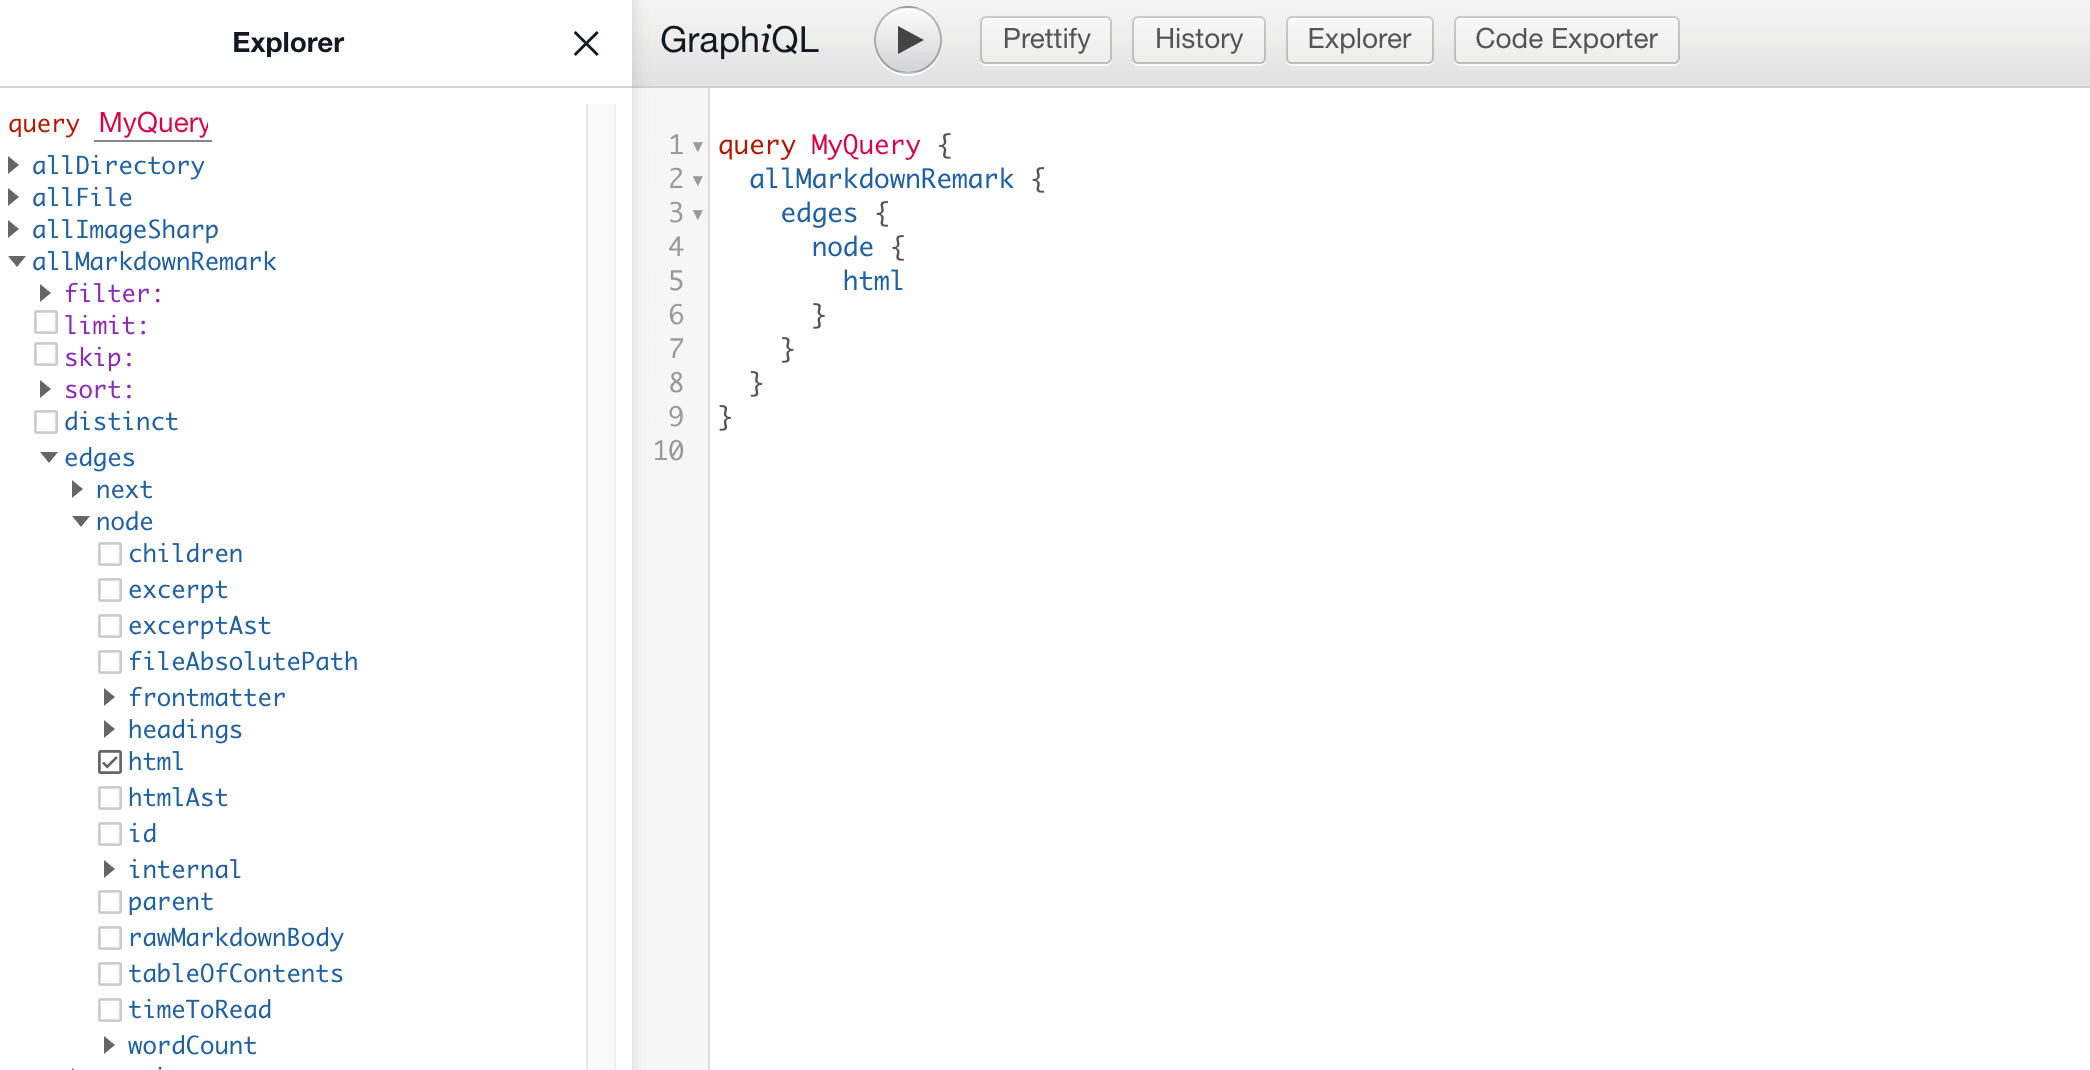 Explorer
query MyQuery
allDirectory
allFile
allImageSharp
allMarkdownRemark
filter:
limit:
skip:
sort:
distinct
edges
next
node
children
excerpt
excerptAst
fileAbsolutePath
frontmatter
headings
html
htmlAst
id
internal
parent
rawMarkdownBody
tableOfContents
timeToRead
wordCount
GraphiQL Prettify History Explorer Code Exporter
1 query MyQuery {
2 allMarkdownRemark {
3 edges {
4 node {
5 html
6 }
7 }
8 }
9 }
10